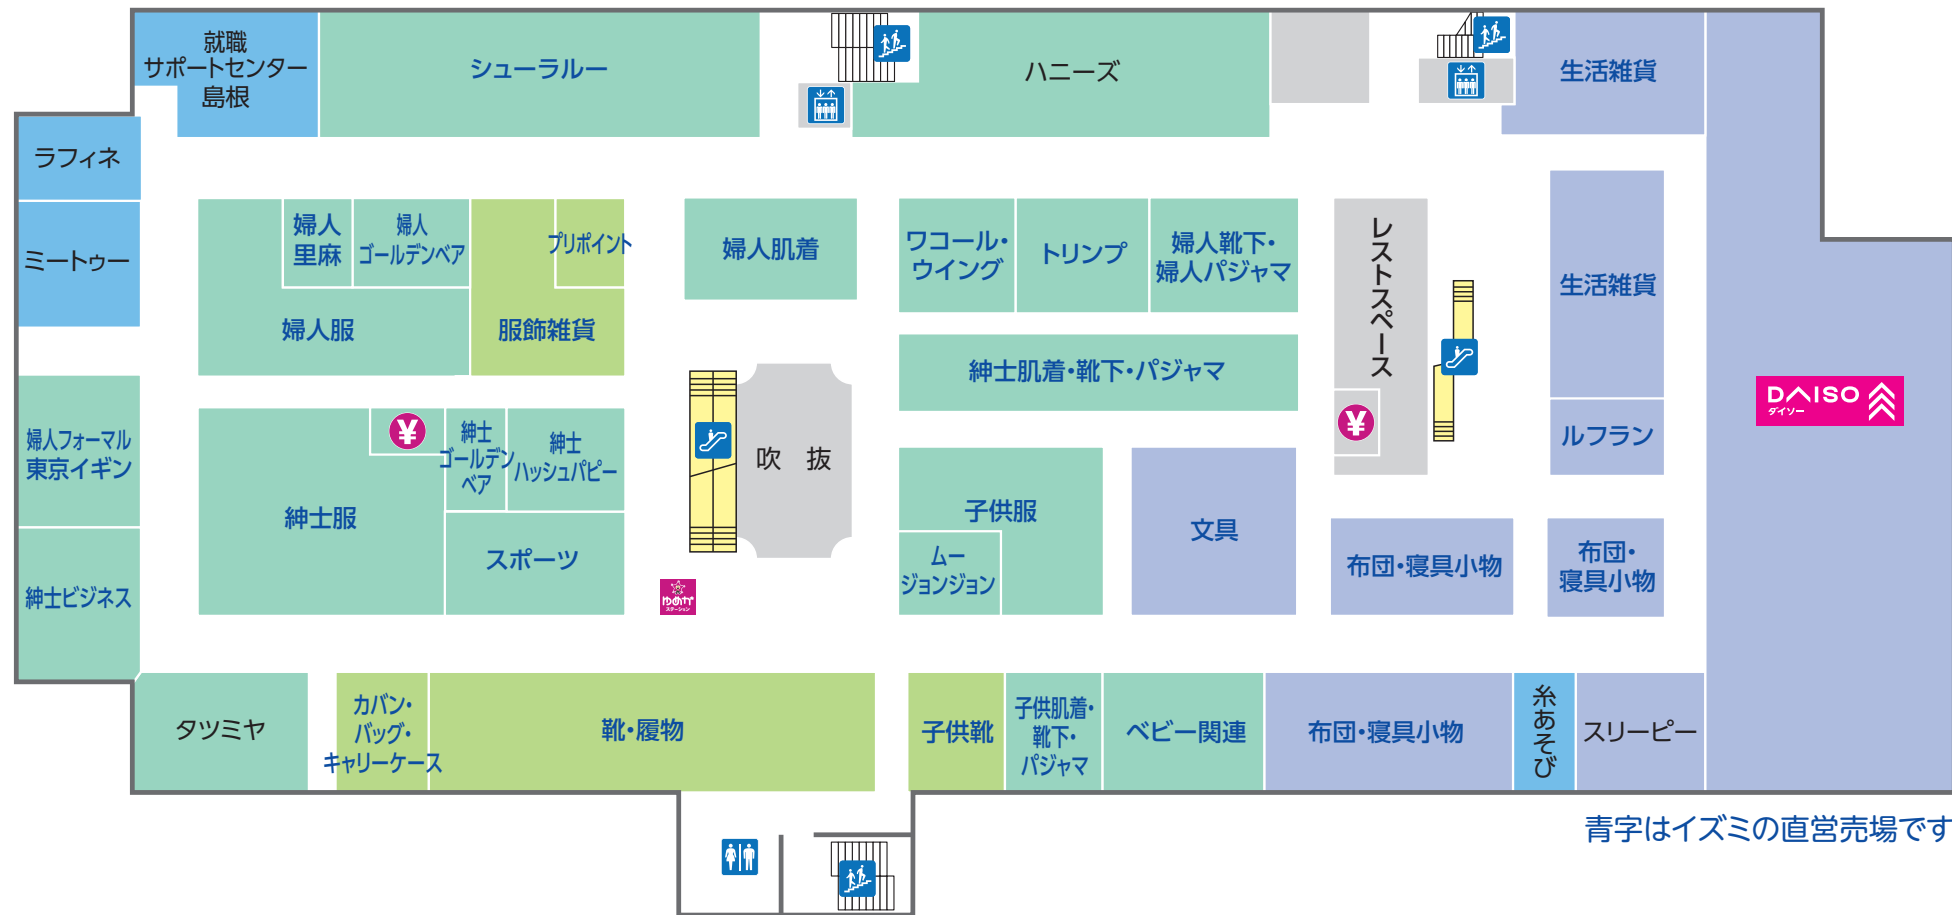 就職
サポートセンター
島根
シューラルー
ハニーズ
生活雑貨
ラフィネ
ミートゥー
婦人
里麻
婦人
ゴールデンベア
プリポイント
婦人服
服飾雑貨
婦人肌着
ワコール・
ウイング
トリンプ
婦人靴下・
婦人パジャマ
紳士肌着・靴下・パジャマ
レストスペース
生活雑貨
ルフラン
DAISO
ダイソー
婦人フォーマル
東京イギン
紳士ビジネス
¥
紳士
ゴールデン
ベア
紳士
ハッシュパピー
紳士服
スポーツ
吹 抜
ゆめか
ステーション
子供服
ムー
ジョンジョン
文具
¥
布団・寝具小物
布団・
寝具小物
タツミヤ
カバン・
バッグ・
キャリーケース
靴・履物
子供靴
子供肌着・
靴下・
パジャマ
ベビー関連
布団・寝具小物
糸あそび
スリーピー
青字はイズミの直営売場です